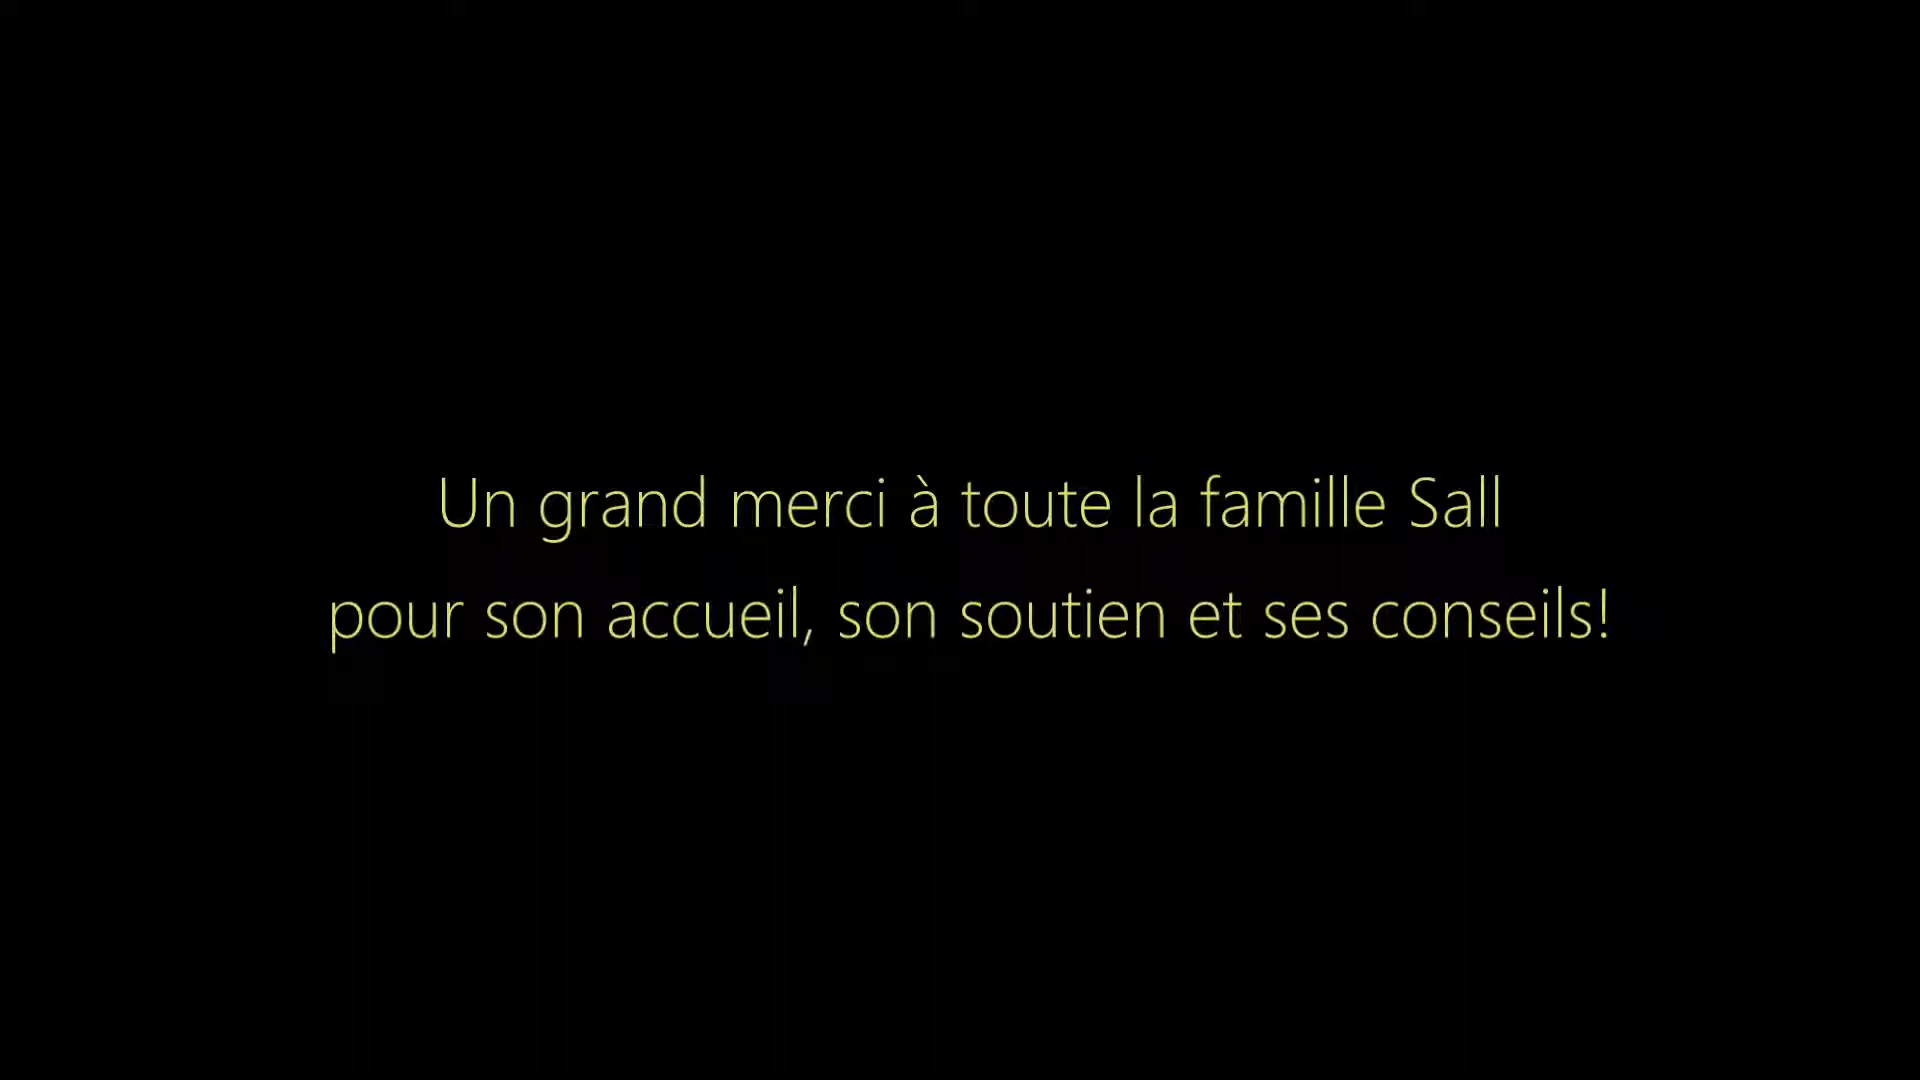 Un grand merci à toute la famille Sall
pour son accueil, son soutien et ses conseils!